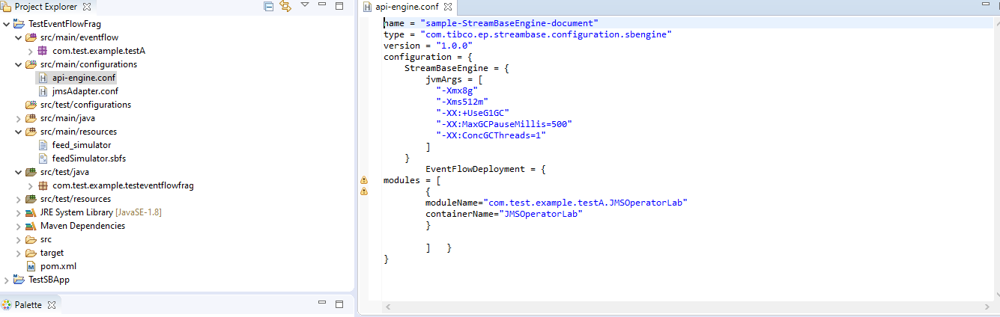 Project Explorer
TestEventFlowFrag
src/main/eventflow
com.test.example.testA
src/main/configurations
api-engine.conf
jmsAdapter.conf
src/test/configurations
src/main/java
src/main/resources
feed_simulator
feedSimulator.sbfs
src/test/java
com.test.example.testeventflowfrag
src/test/resources
JRE System Library [JavaSE-1.8]
Maven Dependencies
src
target
pom.xml
TestSBApp
Palette
api-engine.conf
name = "sample-StreamBaseEngine-document"
type = "com.tibco.ep.streambase.configuration.sbengine"
version = "1.0.0"
configuration = {
StreamBaseEngine = {
jvmArgs = [
"-Xmx8g"
"-Xms512m"
"-XX:+UseG1GC"
"-XX:MaxGCPauseMillis=500"
"-XX:ConcGCThreads=1"
]
}
EventFlowDeployment = {
modules = [
{
moduleName="com.test.example.testA.JMSOperatorLab"
containerName="JMSOperatorLab"
}
] }
}